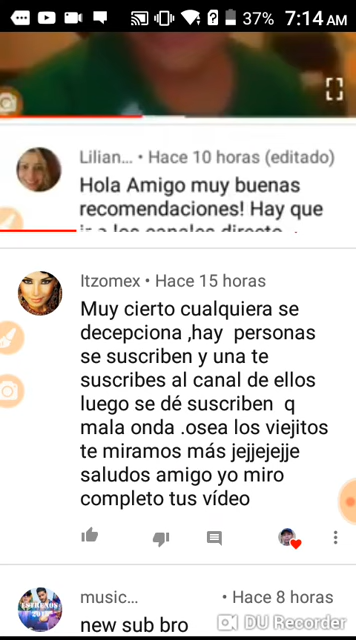 37% 7:14 AM
Lilian... • Hace 10 horas (editado)
Hola Amigo muy buenas
recomendaciones! Hay que
a los canales directo
Itzomex • Hace 15 horas
Muy cierto cualquiera se
decepciona ,hay personas
se suscriben y una te
suscribes al canal de ellos
luego se dé suscriben q
mala onda .osea los viejitos
te miramos más jejjejejje
saludos amigo yo miro
completo tus vídeo
music... • Hace 8 horas
ESTRENOS
new sub bro
DU Recorder